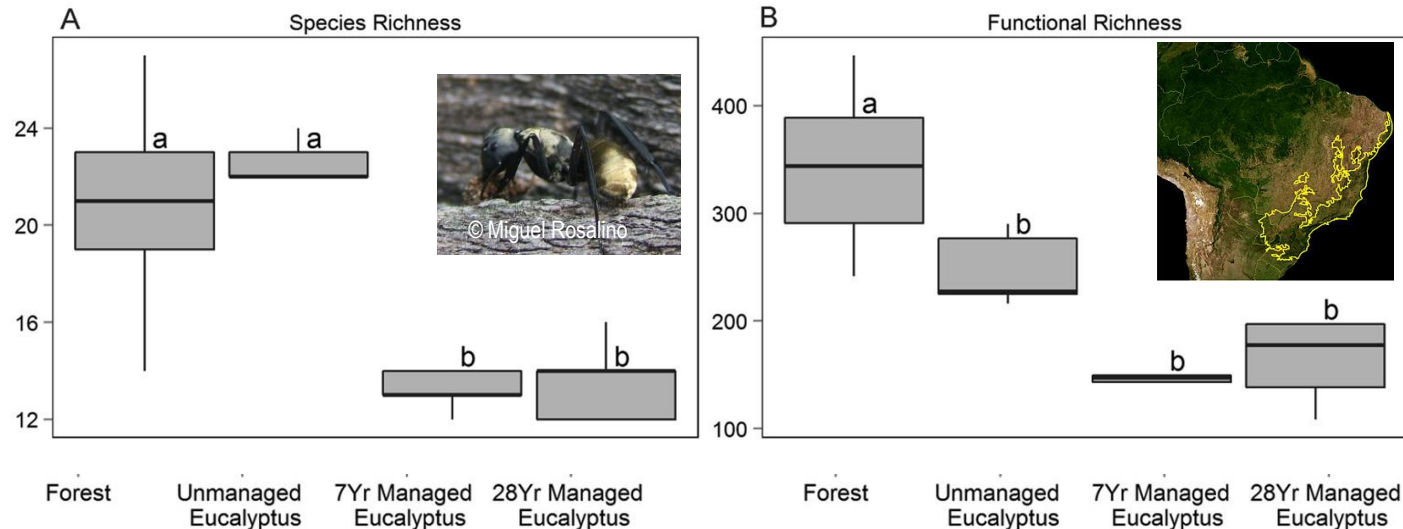 A
Species Richness
24
20
16
12
a
a
b
b
© Miguel Rosalino
Forest
Unmanaged
Eucalyptus
7Yr Managed
Eucalyptus
28Yr Managed
Eucalyptus
B
Functional Richness
400
300
200
100
a
b
b
b
Forest
Unmanaged
Eucalyptus
7Yr Managed
Eucalyptus
28Yr Managed
Eucalyptus